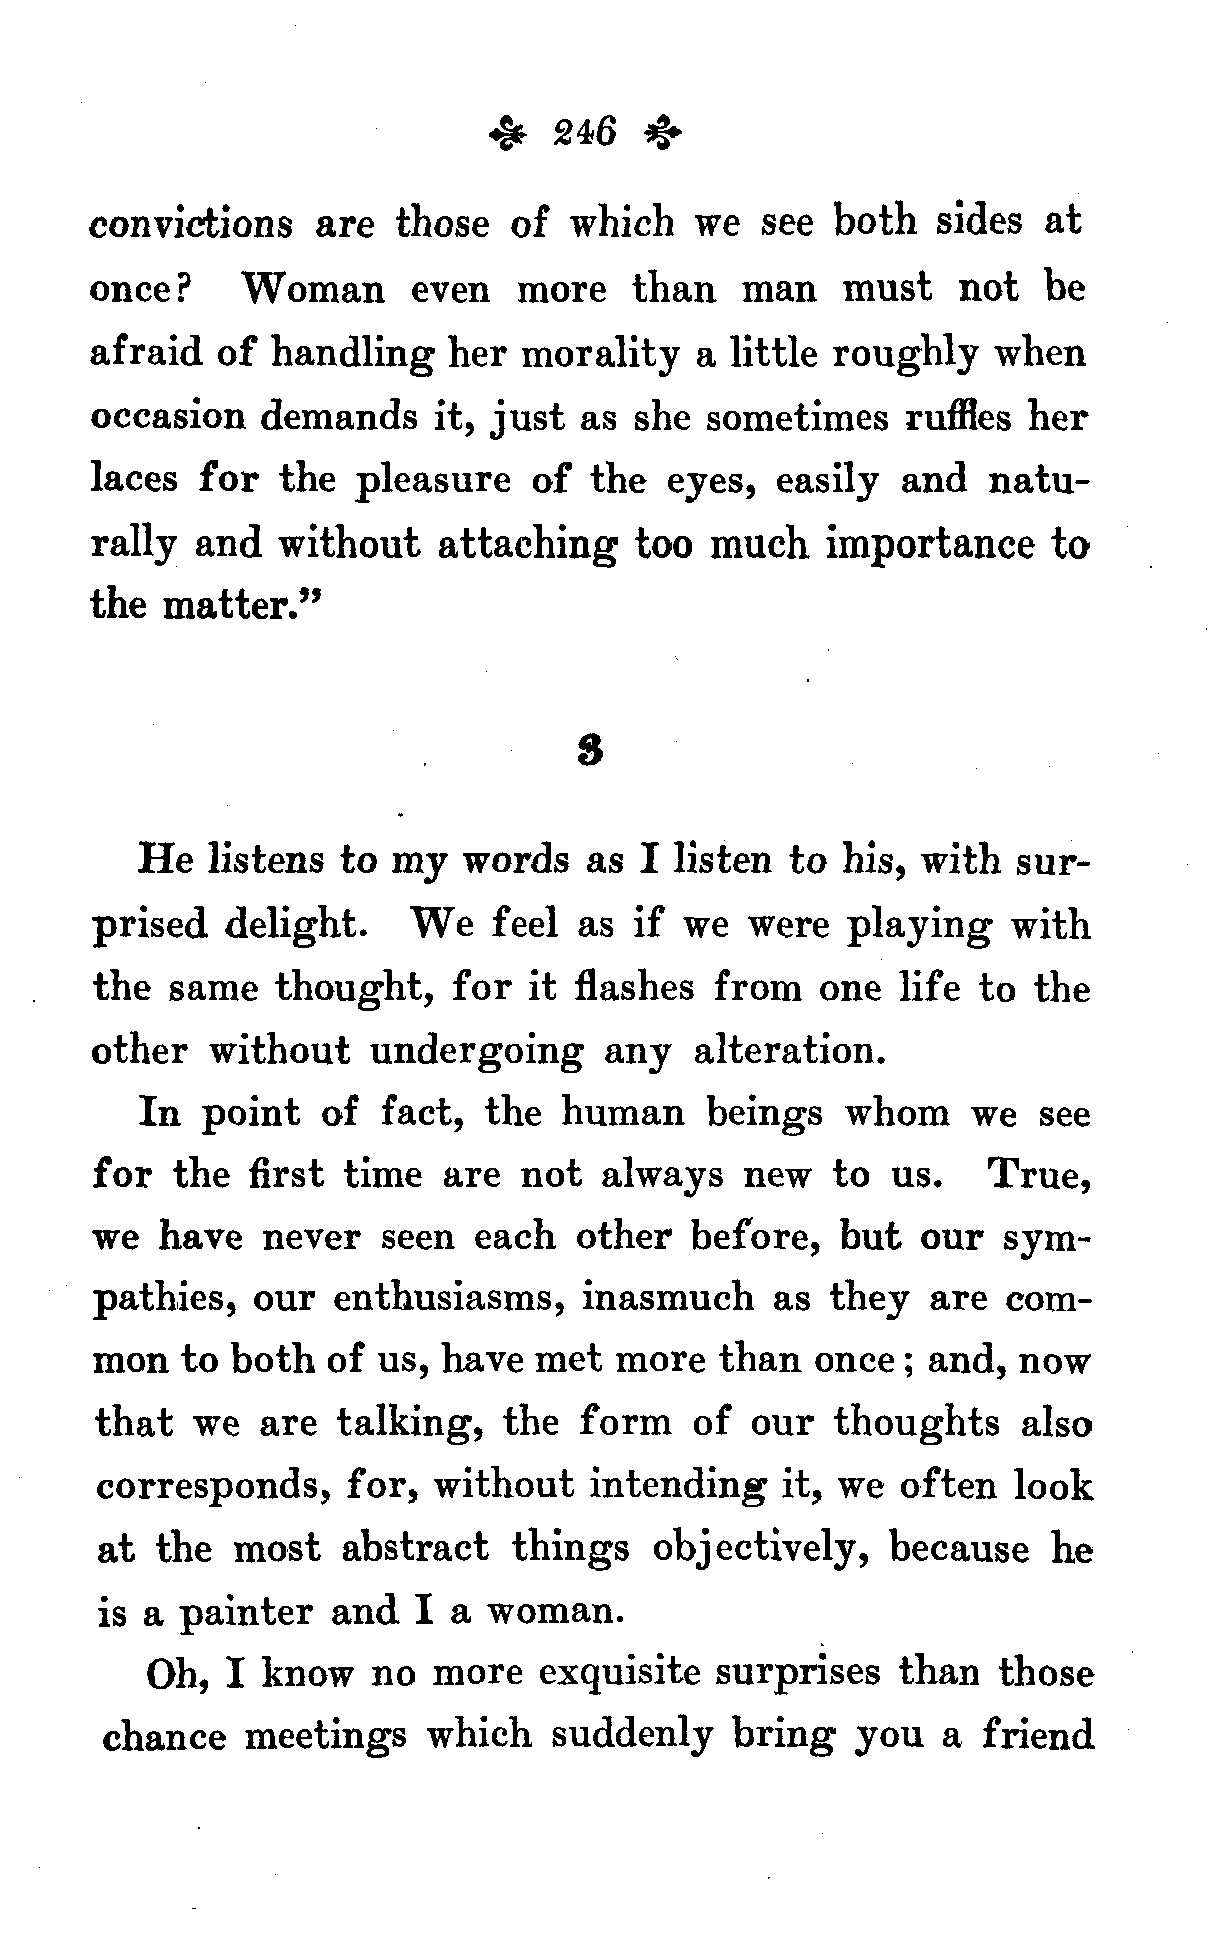 246
convictions are those of which we see both sides at
once? Woman even more than man must not be
afraid of handling her morality a little roughly when
occasion demands it, just as she sometimes ruffles her
laces for the pleasure of the eyes, easily and natu-
rally and without attaching too much importance to
the matter."
3
He listens to my words as I listen to his, with sur-
prised delight. We feel as if we were playing with
the same thought, for it flashes from one life to the
other without undergoing any alteration.
In point of fact, the human beings whom we see
for the first time are not always new to us. True,
we have never seen each other before, but our sym-
pathies, our enthusiasms, inasmuch as they are com-
mon to both of us, have met more than once; and, now
that we are talking, the form of our thoughts also
corresponds, for, without intending it, we often look
at the most abstract things objectively, because he
is a painter and I a woman.
Oh, I know no more exquisite surprises than those
chance meetings which suddenly bring you a friend